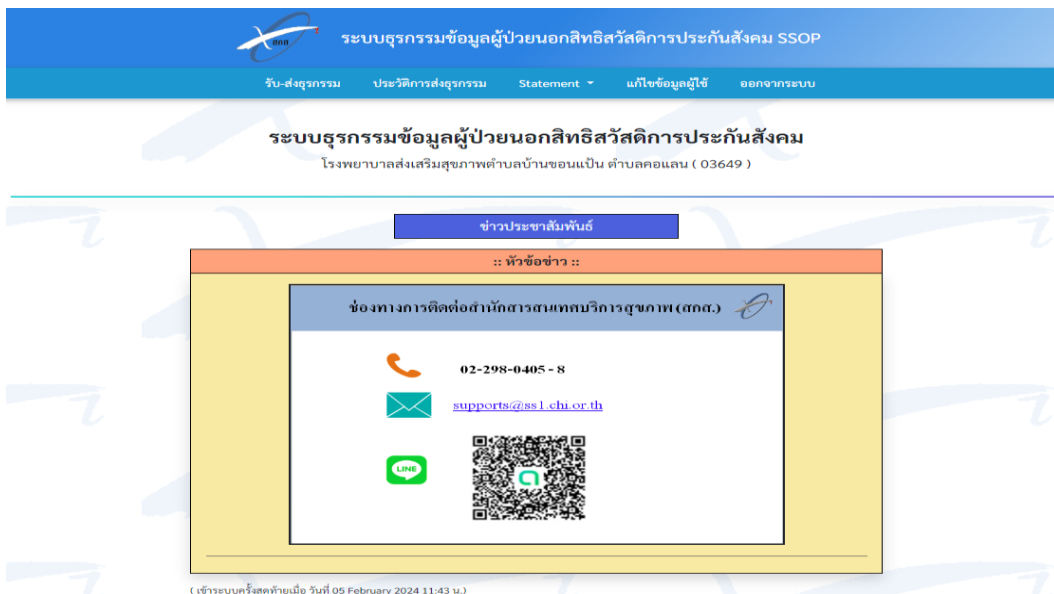 สกส
ระบบธุรกรรมข้อมูลผู้ป่วยนอกสิทธิสวัสดิการประกันสังคม SSOP
รับ-ส่งธุรกรรม ประวัติการส่งธุรกรรม Statement แก้ไขข้อมูลผู้ใช้ ออกจากระบบ
ระบบธุรกรรมข้อมูลผู้ป่วยนอกสิทธิสวัสดิการประกันสังคม
โรงพยาบาลส่งเสริมสุขภาพตำบลบ้านขอนแป้น ตำบลคอแลน ( 03649 )
ข่าวประชาสัมพันธ์
:: หัวข้อข่าว ::
ช่องทางการติดต่อสำนักสารสนเทศบริการสุขภาพ (สกส.)
02-298-0405 - 8
supports@ss1.chi.or.th
LINE
( เข้าระบบครั้งสุดท้ายเมื่อ วันที่ 05 February 2024 11:43 น.)